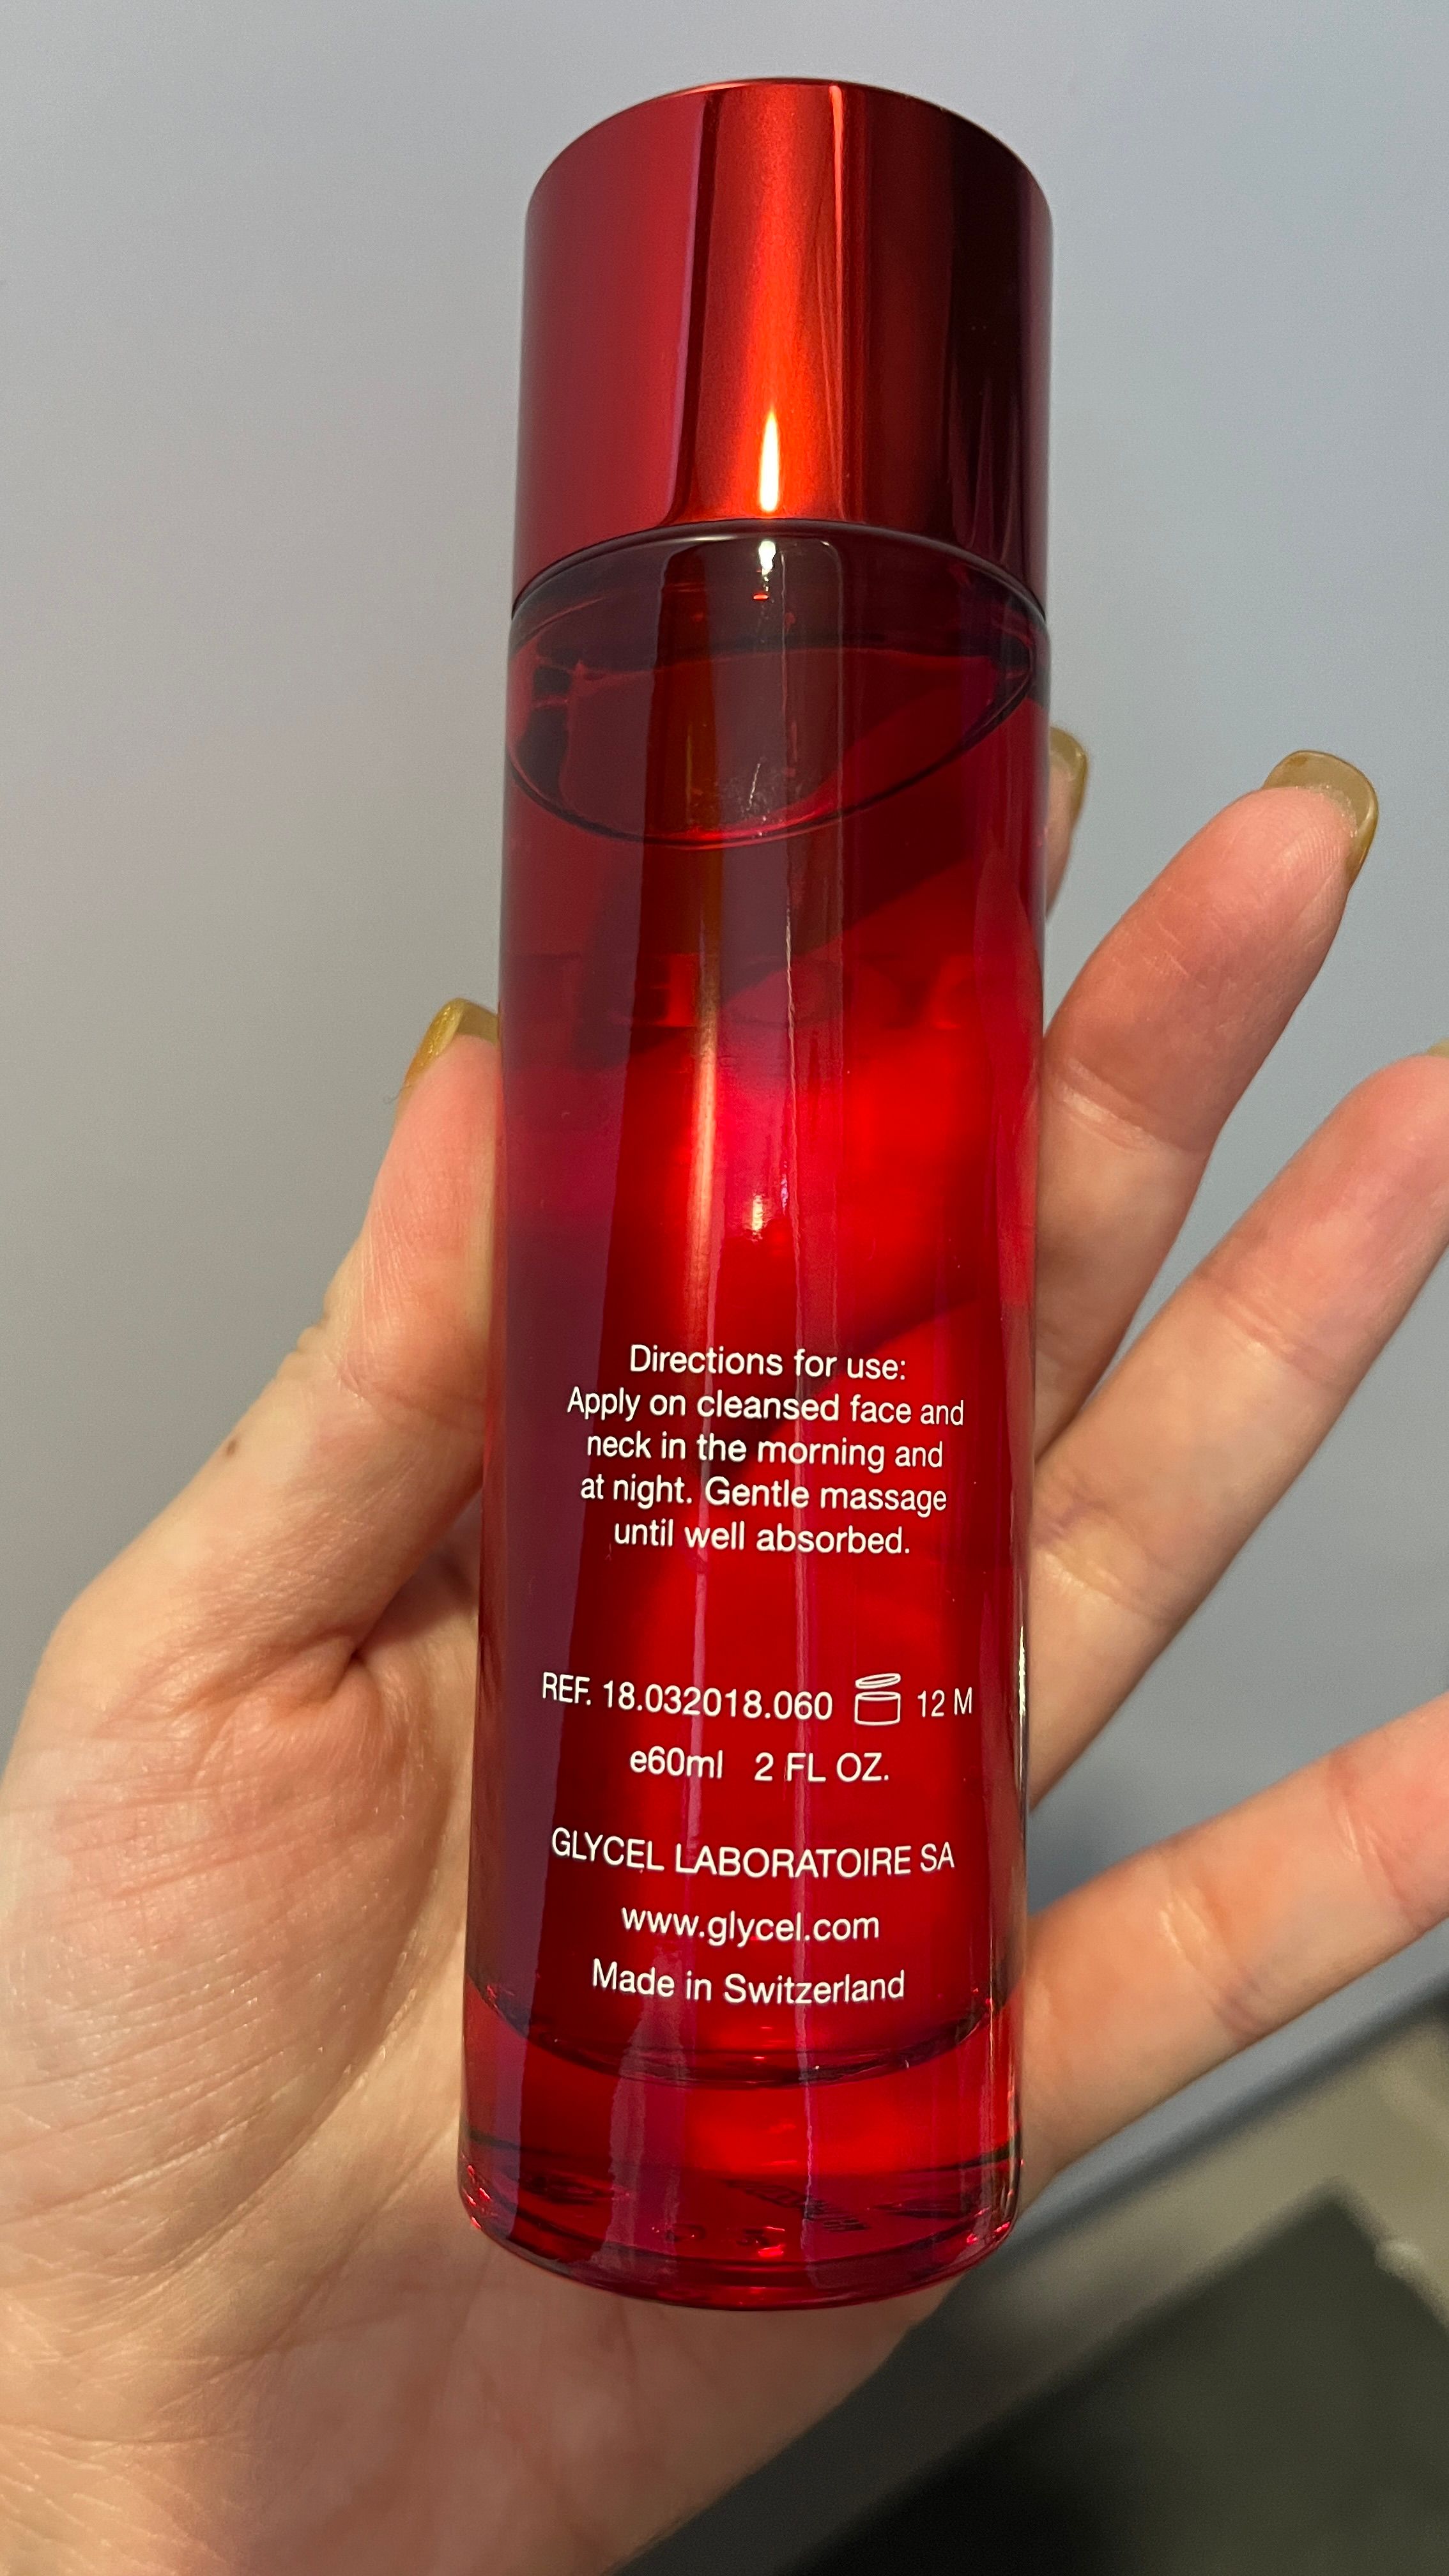 Directions for use:
Apply on cleansed face and
neck in the morning and
at night. Gentle massage
until well absorbed.
REF. 18.032018.060 12 M
e60ml 2 FL OZ.
GLYCEL LABORATOIRE SA
www.glycel.com
Made in Switzerland